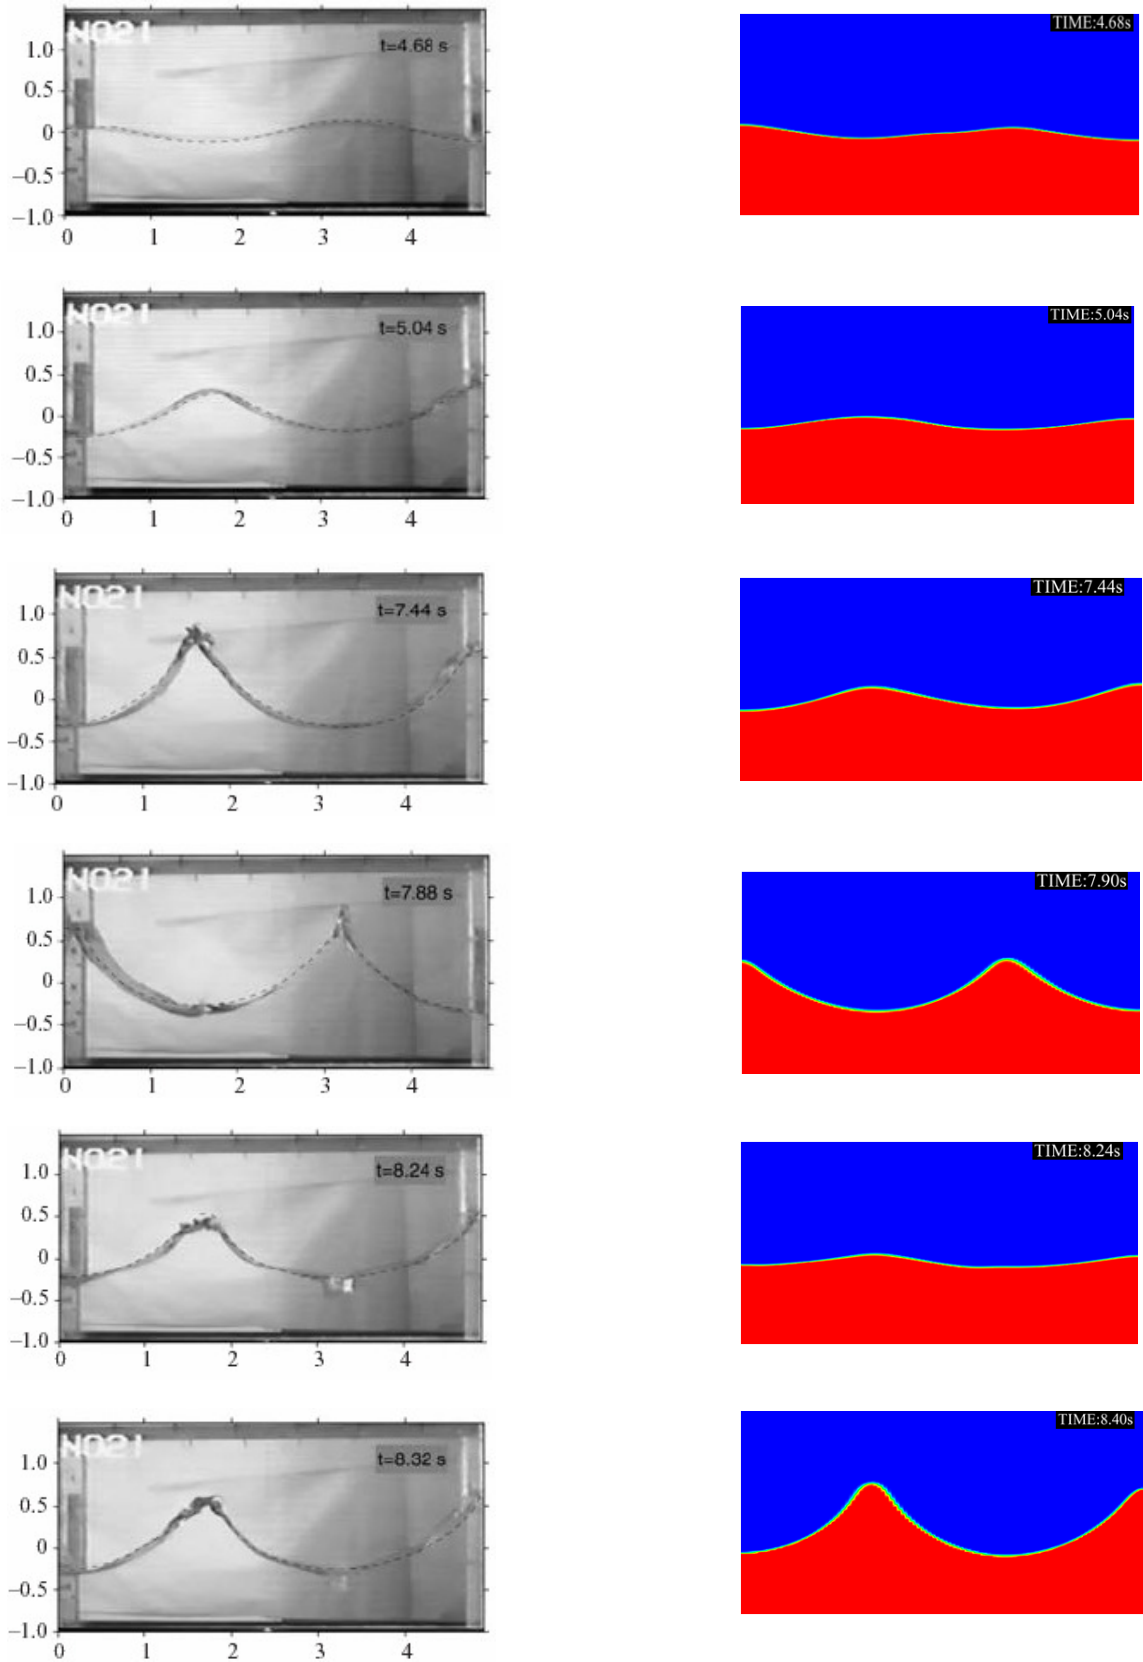 NO21
t=4.68 s
1.0
0.5
0
–0.5
–1.0
0 1 2 3 4
TIME:4.68s
NO21
t=5.04 s
1.0
0.5
0
–0.5
–1.0
0 1 2 3 4
TIME:5.04s
NO21
t=7.44 s
1.0
0.5
0
–0.5
–1.0
0 1 2 3 4
TIME:7.44s
NO21
t=7.88 s
1.0
0.5
0
–0.5
–1.0
0 1 2 3 4
TIME:7.90s
NO21
t=8.24 s
1.0
0.5
0
–0.5
–1.0
0 1 2 3 4
TIME:8.24s
NO21
t=8.32 s
1.0
0.5
0
–0.5
–1.0
0 1 2 3 4
TIME:8.40s